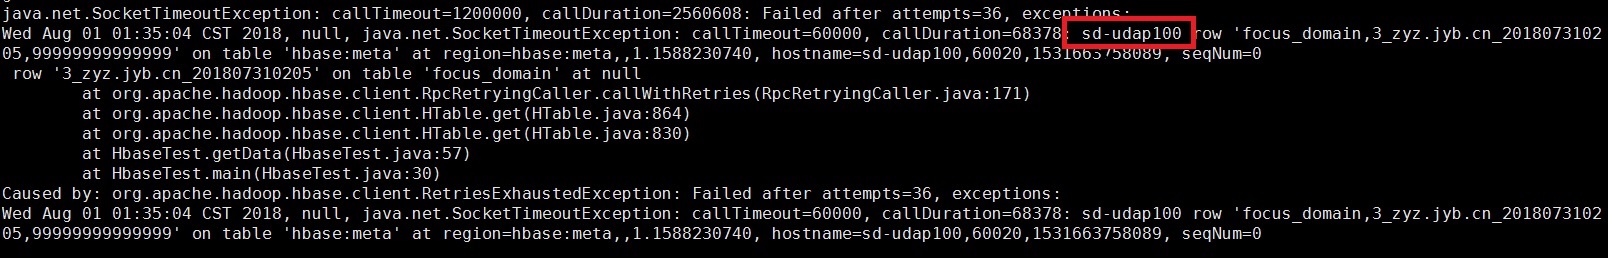 java.net.SocketTimeoutException: callTimeout=1200000, callDuration=2560608: Failed after attempts=36, exceptions:
Wed Aug 01 01:35:04 CST 2018, null, java.net.SocketTimeoutException: callTimeout=60000, callDuration=68378: sd-udap100 row 'focus_domain,3_zyz.jyb.cn_2018073102
05,99999999999999' on table 'hbase:meta' at region=hbase:meta,,1.1588230740, hostname=sd-udap100,60020,1531663758089, seqNum=0
 row '3_zyz.jyb.cn_201807310205' on table 'focus_domain' at null
        at org.apache.hadoop.hbase.client.RpcRetryingCaller.callWithRetries(RpcRetryingCaller.java:171)
        at org.apache.hadoop.hbase.client.HTable.get(HTable.java:864)
        at org.apache.hadoop.hbase.client.HTable.get(HTable.java:830)
        at HbaseTest.getData(HbaseTest.java:57)
        at HbaseTest.main(HbaseTest.java:30)
Caused by: org.apache.hadoop.hbase.client.RetriesExhaustedException: Failed after attempts=36, exceptions:
Wed Aug 01 01:35:04 CST 2018, null, java.net.SocketTimeoutException: callTimeout=60000, callDuration=68378: sd-udap100 row 'focus_domain,3_zyz.jyb.cn_2018073102
05,99999999999999' on table 'hbase:meta' at region=hbase:meta,,1.1588230740, hostname=sd-udap100,60020,1531663758089, seqNum=0